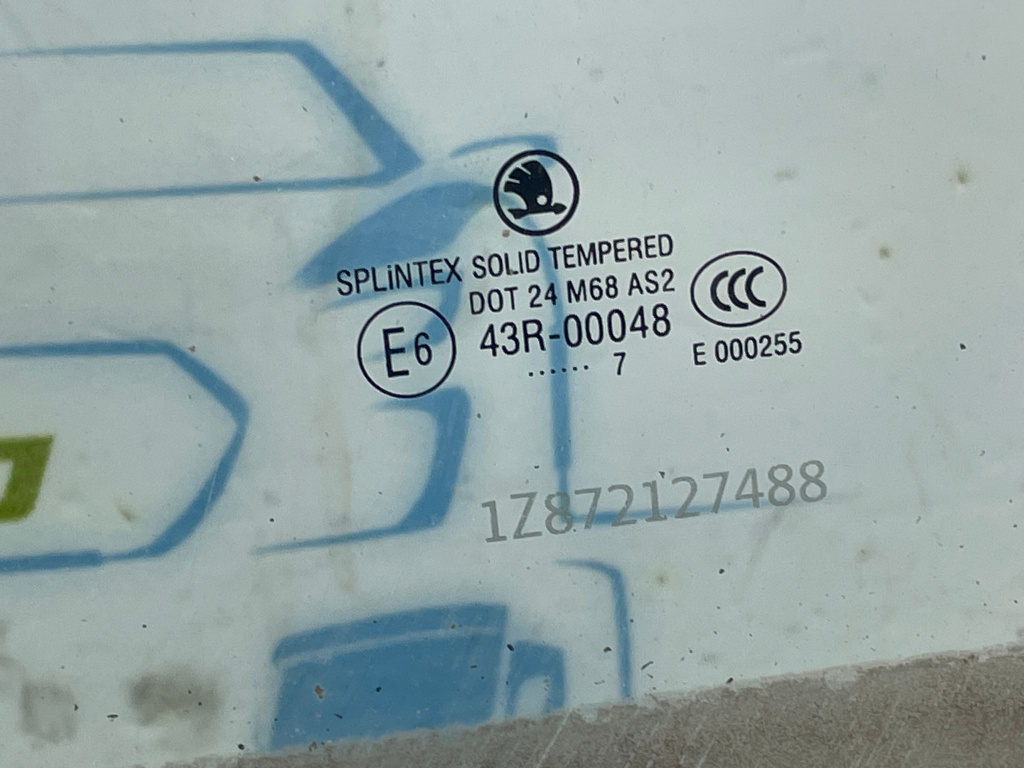 SPLiNTEX SOLID TEMPERED
DOT 24 M68 AS2
E6 43R-00048
...... 7
CCC
E 000255
1Z872127488